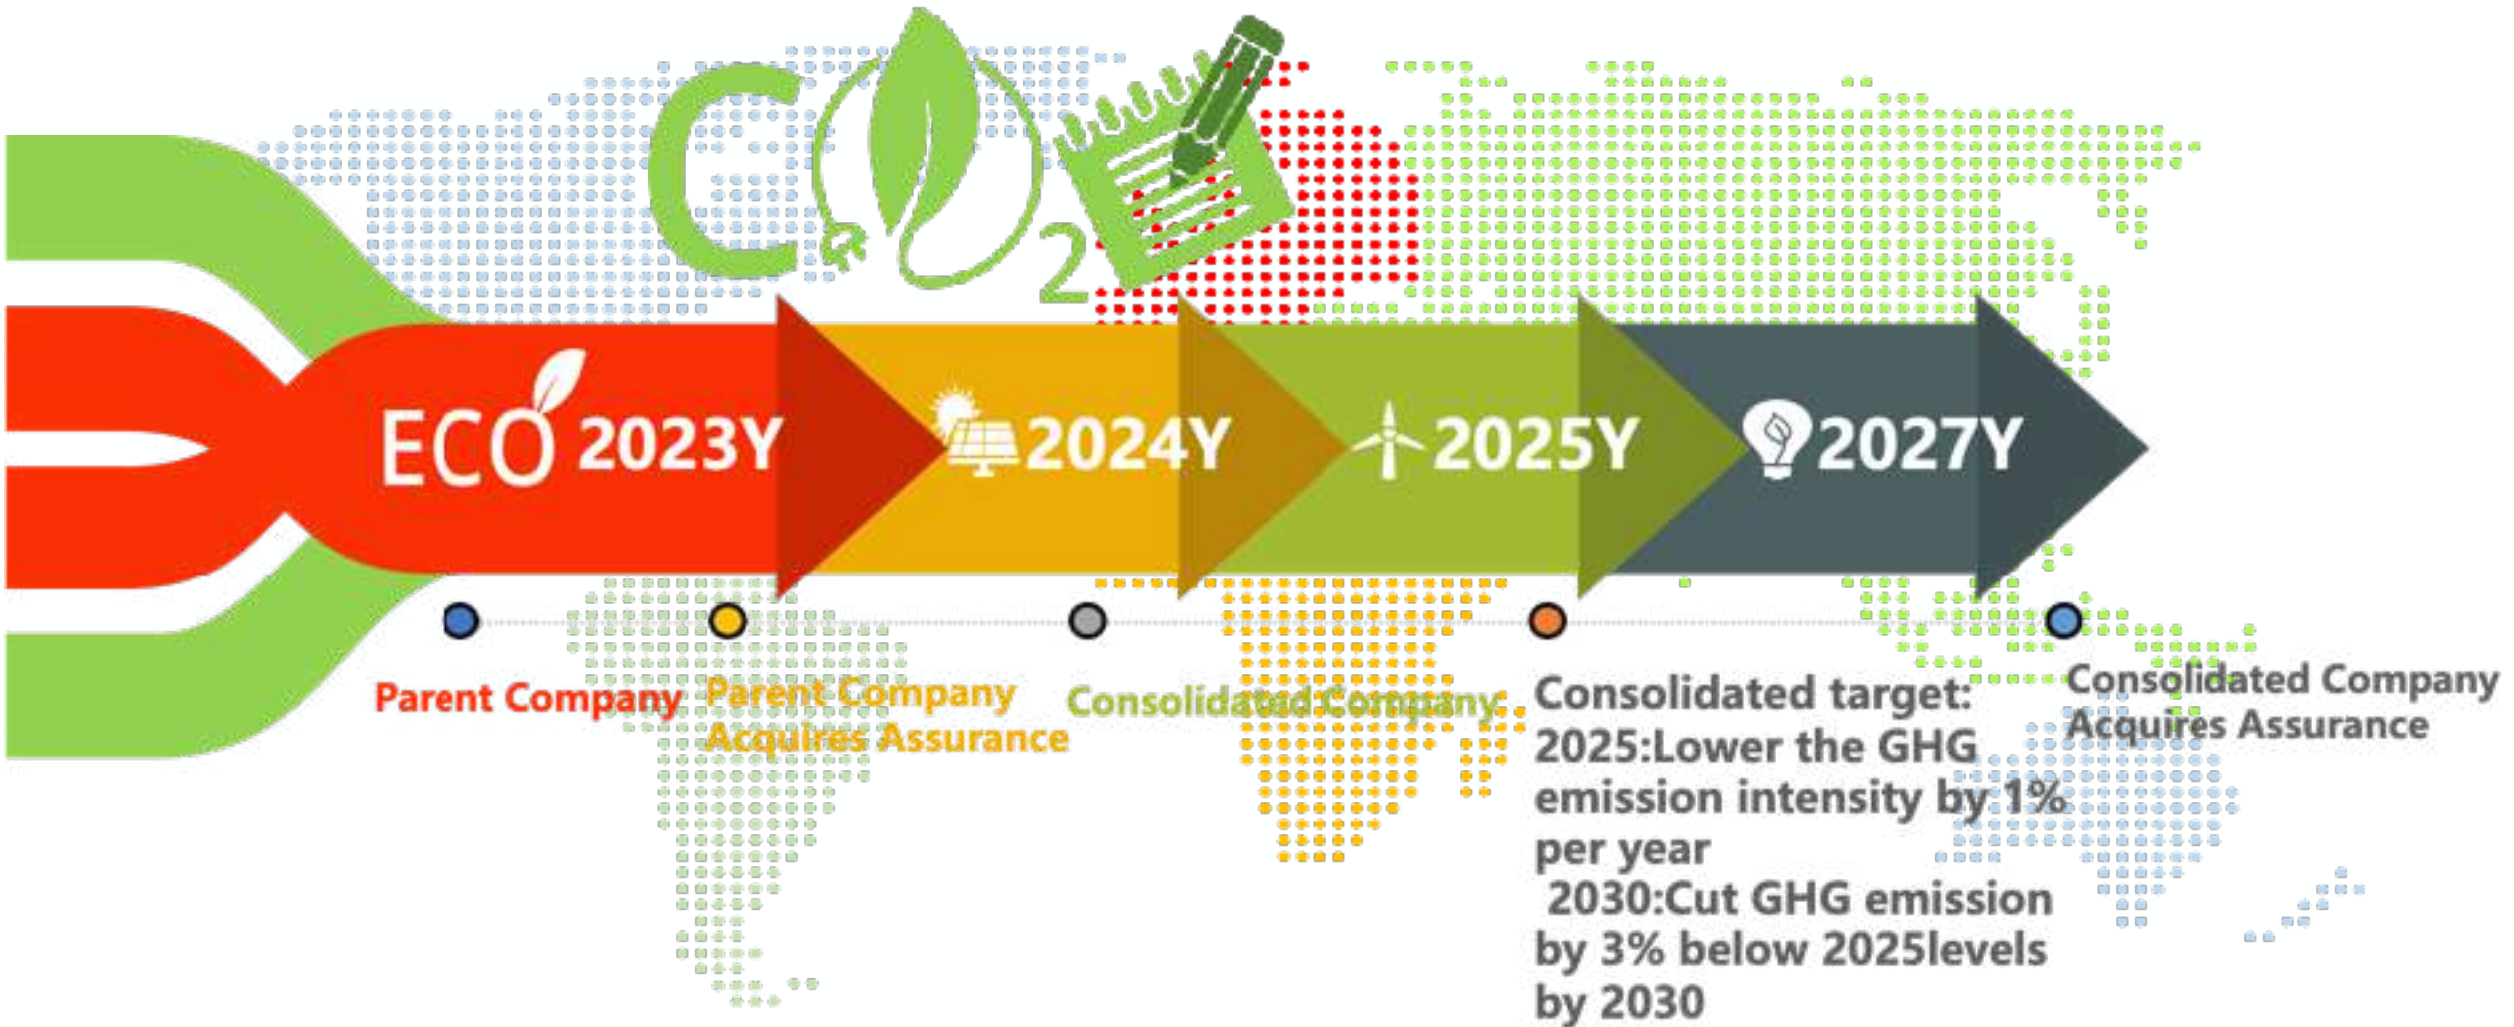 CO2
ECO 2023Y
2024Y
2025Y
2027Y
Parent Company
Parent Company
Acquires Assurance
Consolidated Company
Consolidated target:
2025:Lower the GHG
emission intensity by 1%
per year
2030:Cut GHG emission
by 3% below 2025levels
by 2030
Consolidated Company
Acquires Assurance